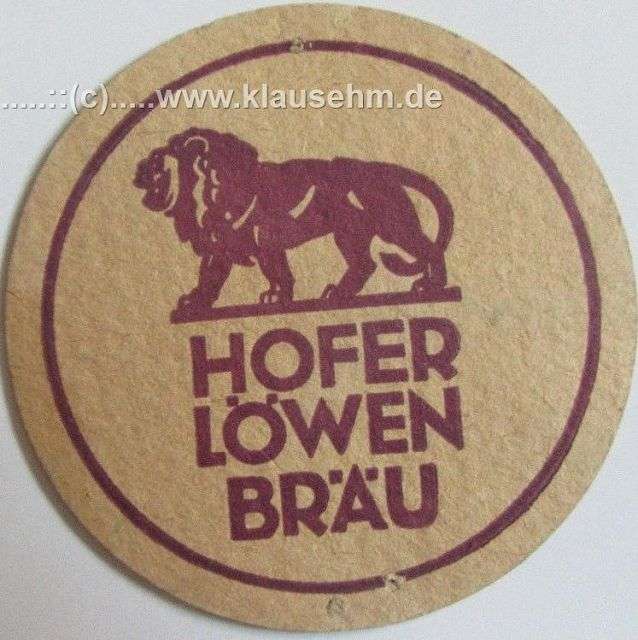 .....::(c).....www.klausehm.de
HOFER
LÖWEN
BRÄU